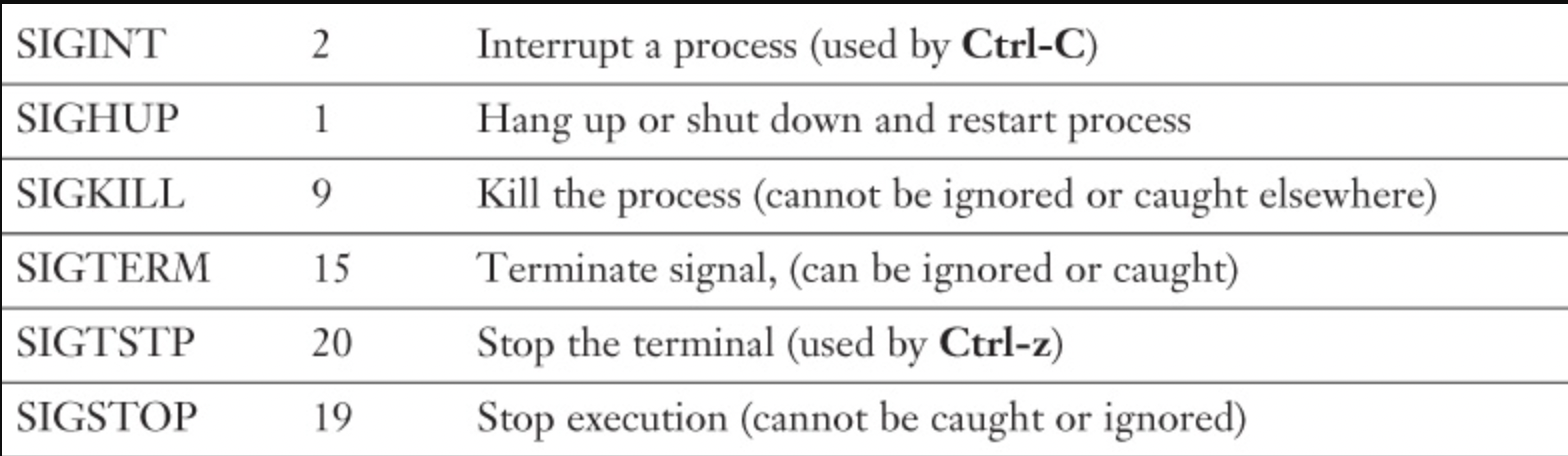 SIGINT 2 Interrupt a process (used by Ctrl-C)
SIGHUP 1 Hang up or shut down and restart process
SIGKILL 9 Kill the process (cannot be ignored or caught elsewhere)
SIGTERM 15 Terminate signal, (can be ignored or caught)
SIGTSTP 20 Stop the terminal (used by Ctrl-z)
SIGSTOP 19 Stop execution (cannot be caught or ignored)